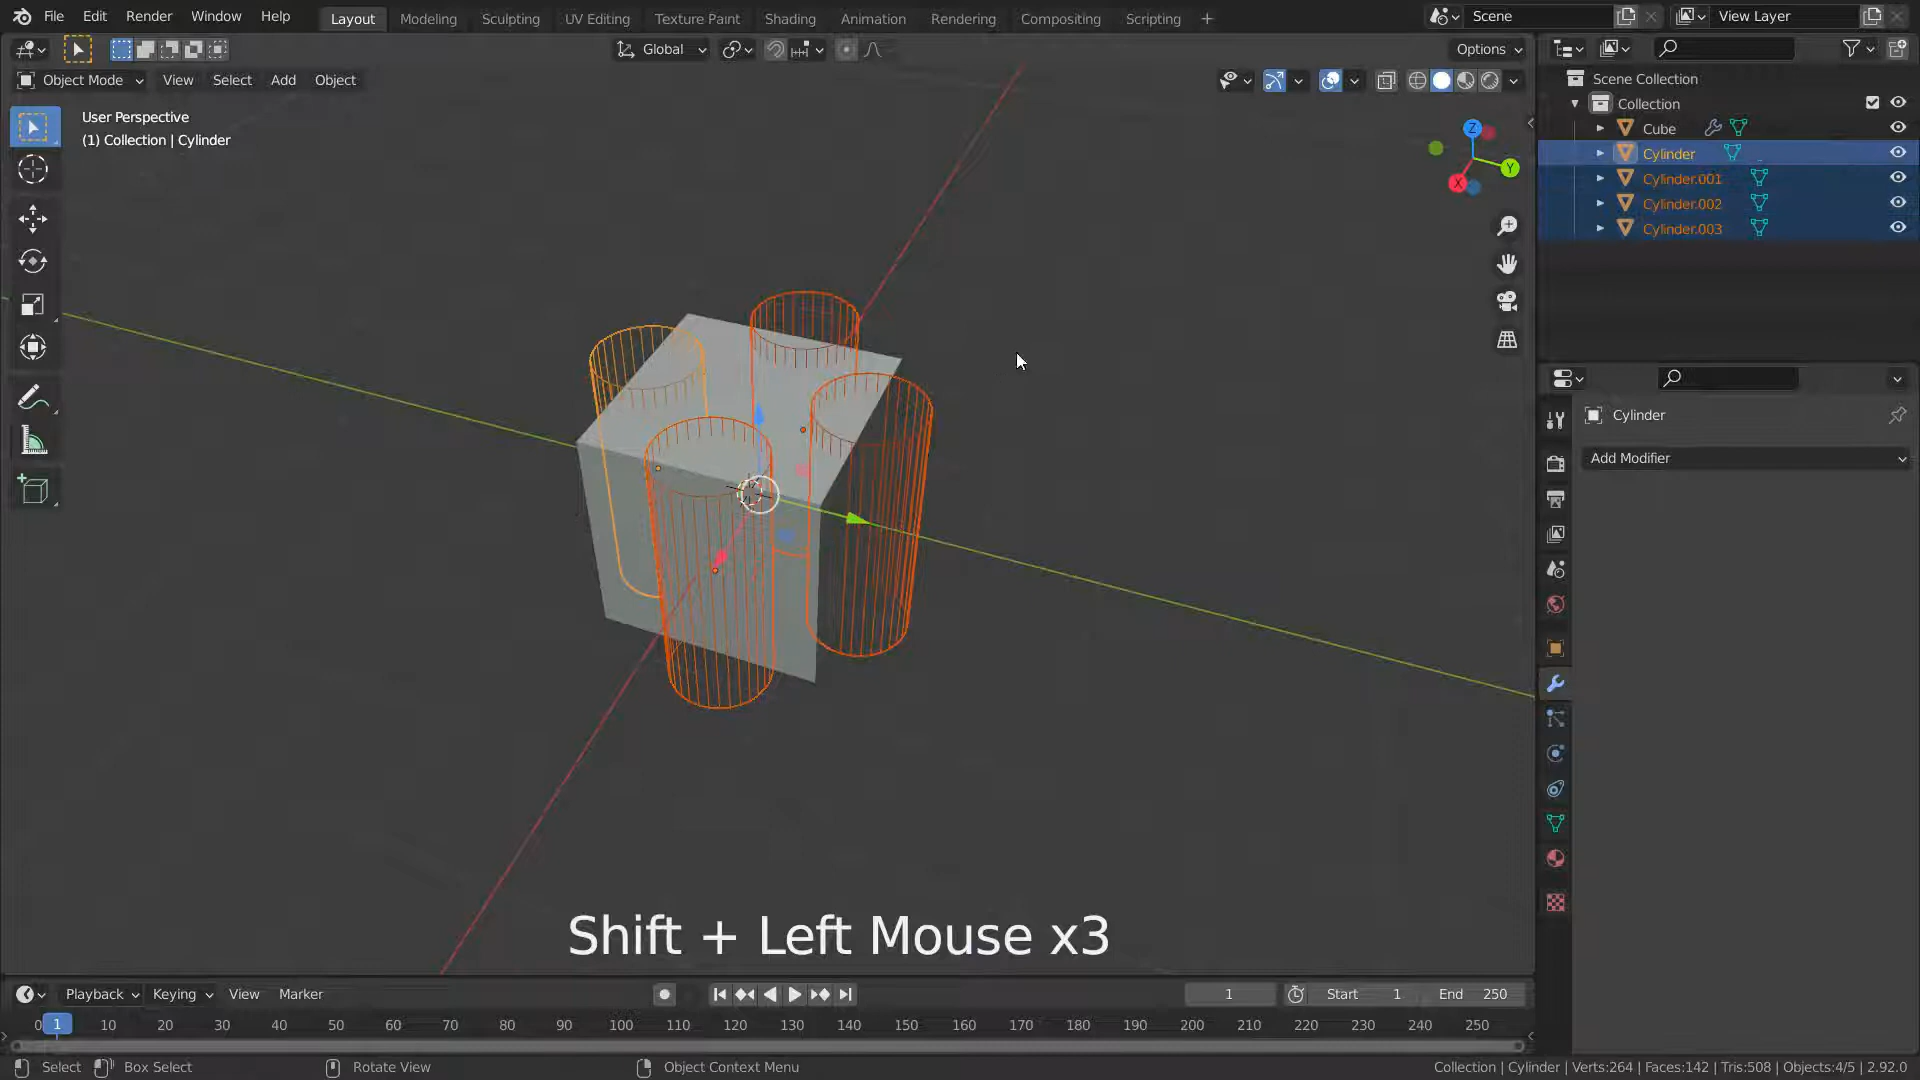 File Edit Render Window Help Layout Modeling Sculpting UV Editing Texture Paint Shading Animation Rendering Compositing Scripting + Scene View Layer
Global Options
Object Mode View Select Add Object
User Perspective
(1) Collection | Cylinder
Z
Y
X
Scene Collection
Collection
Cube
Cylinder
Cylinder.001
Cylinder.002
Cylinder.003
Cylinder
Add Modifier
Shift + Left Mouse x3
Playback Keying View Marker 1 Start 1 End 250
0 1 10 20 30 40 50 60 70 80 90 100 110 120 130 140 150 160 170 180 190 200 210 220 230 240 250
Select Box Select Rotate View Object Context Menu Collection | Cylinder | Verts:264 | Faces:142 | Tris:508 | Objects:4/5 | 2.92.0